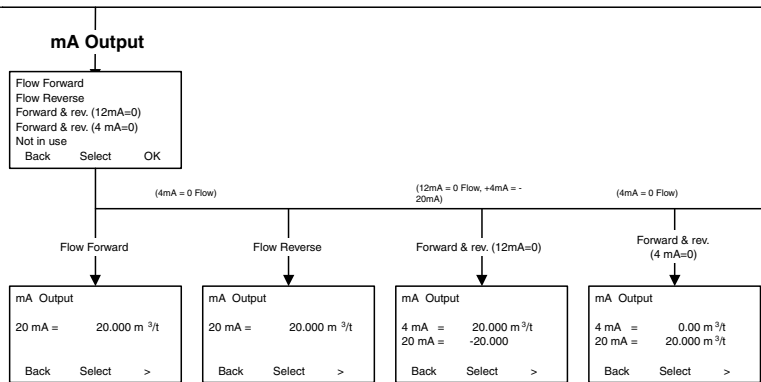 mA Output
Flow Forward
Flow Reverse
Forward & rev. (12mA=0)
Forward & rev. (4 mA=0)
Not in use
Back Select OK
(4mA = 0 Flow)
(12mA = 0 Flow, +4mA = -
20mA)
(4mA = 0 Flow)
Flow Forward
Flow Reverse
Forward & rev. (12mA=0)
Forward & rev.
(4 mA=0)
mA Output
20 mA = 20.000 m ³/t
Back Select >
mA Output
20 mA = 20.000 m ³/t
Back Select >
mA Output
4 mA = 20.000 m ³/t
20 mA = -20.000
Back Select >
mA Output
4 mA = 0.00 m ³/t
20 mA = 20.000 m ³/t
Back Select >